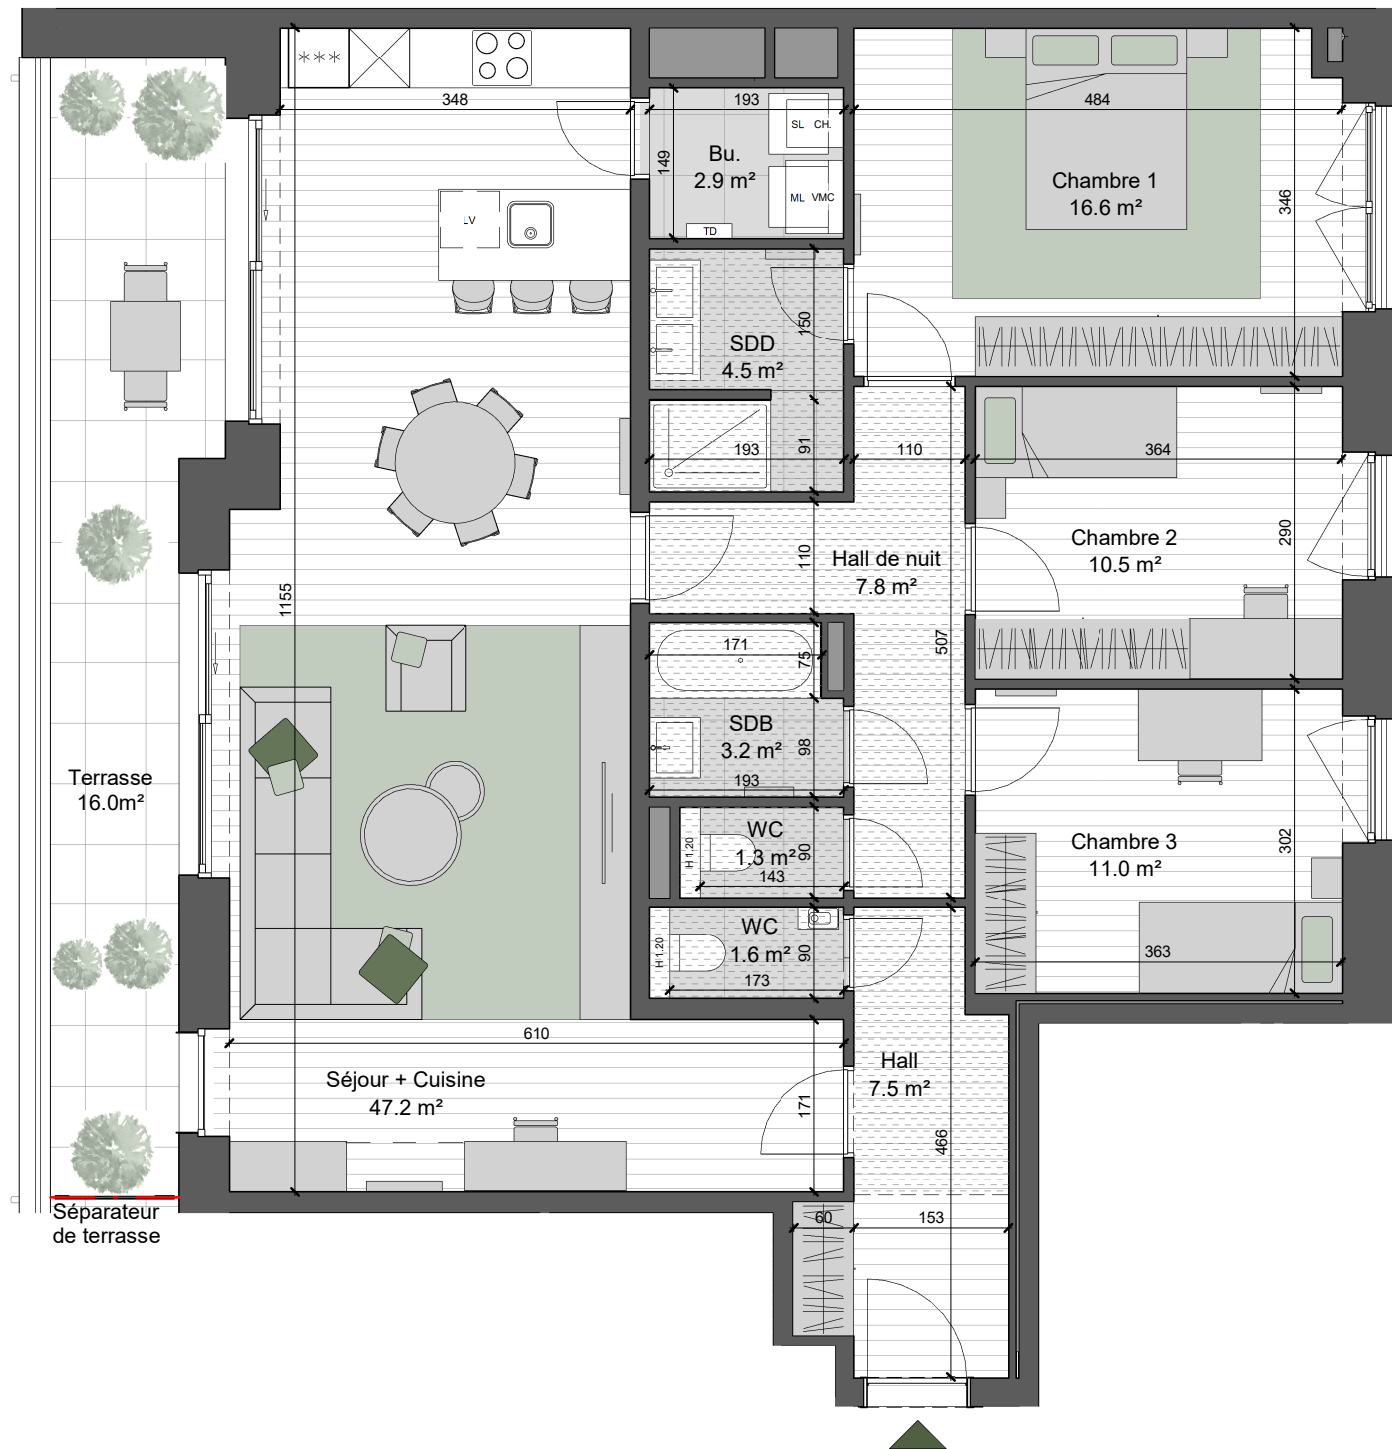 ***
348
193
484
SL CH.
149
Bu.
2.9 m²
ML VMC
Chambre 1
16.6 m²
346
LV
TD
150
SDD
4.5 m²
91
193
110
364
Chambre 2
10.5 m²
290
110
Hall de nuit
7.8 m²
1155
507
171
75
SDB
3.2 m²
98
193
Terrasse
16.0m²
WC
1.3 m²
90
H 1.20
143
Chambre 3
11.0 m²
302
WC
1.6 m²
90
H 1.20
173
363
610
Hall
7.5 m²
Séjour + Cuisine
47.2 m²
171
466
Séparateur
de terrasse
60
153